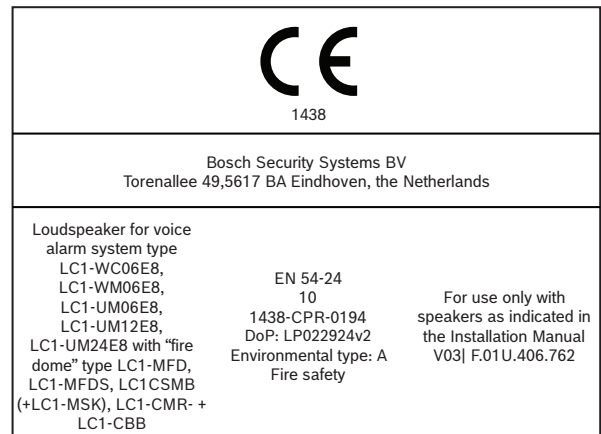 CE
1438
Bosch Security Systems BV
Torenallee 49,5617 BA Eindhoven, the Netherlands
Loudspeaker for voice
alarm system type
LC1-WC06E8,
LC1-WM06E8,
LC1-UM06E8,
LC1-UM12E8,
LC1-UM24E8 with “fire
dome” type LC1-MFD,
LC1-MFDS, LC1CSMB
(+LC1-MSK), LC1-CMR- +
LC1-CBB
EN 54-24
10
1438-CPR-0194
DoP: LP022924v2
Environmental type: A
Fire safety
For use only with
speakers as indicated in
the Installation Manual
V03| F.01U.406.762